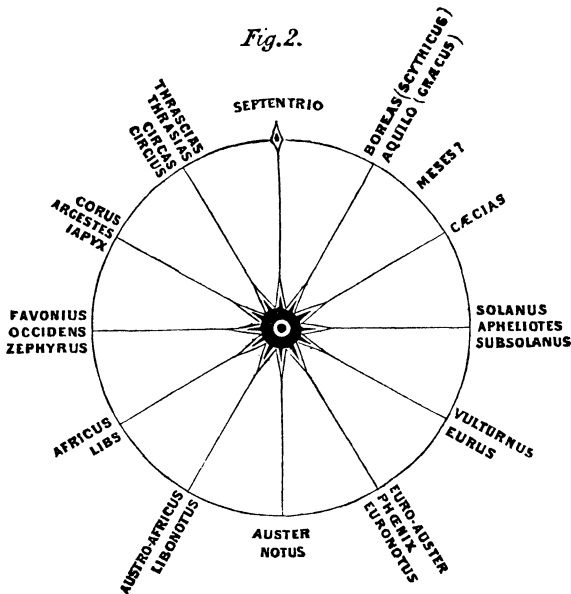 Fig. 2.
SEPTENTRIO
BOREAS (SCYTHICUS)
AQUILO (GRÆCUS)
MESES?
CÆCIAS
SOLANUS
APHELIOTES
SUBSOLANUS
VULTURNUS
EURUS
EURO-AUSTER
PHŒNIX
EURONOTUS
AUSTER
NOTUS
AUSTRO-AFRICUS
LIBONOTUS
AFRICUS
LIBS
FAVONIUS
OCCIDENS
ZEPHYRUS
CORUS
ARGESTES
IAPYX
THRASCIAS
THRASIAS
CIRCAS
CIRCIUS